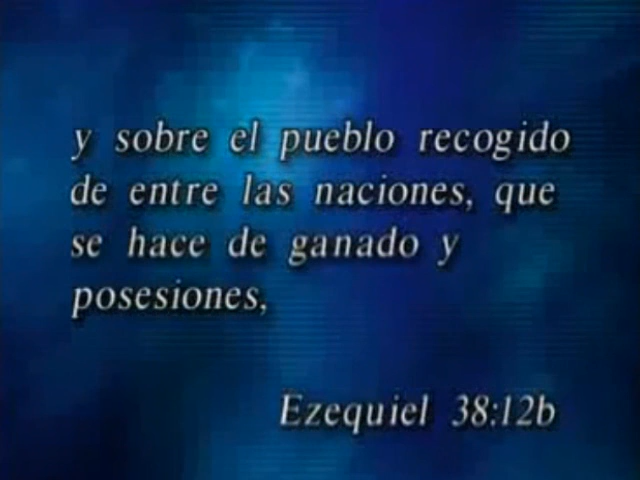 y sobre el pueblo recogido
de entre las naciones, que
se hace de ganado y
posesiones,
Ezequiel 38:12b